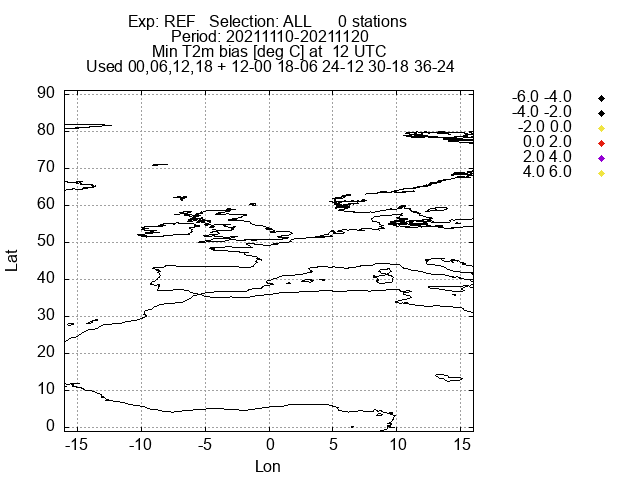 Exp: REF Selection: ALL 0 stations
Period: 20211110-20211120
Min T2m bias [deg C] at 12 UTC
Used 00,06,12,18 + 12-00 18-06 24-12 30-18 36-24
90
80
70
60
50
40
30
20
10
0
Lat
-15 -10 -5 0 5 10 15
Lon
-6.0 -4.0
-4.0 -2.0
-2.0 0.0
0.0 2.0
2.0 4.0
4.0 6.0